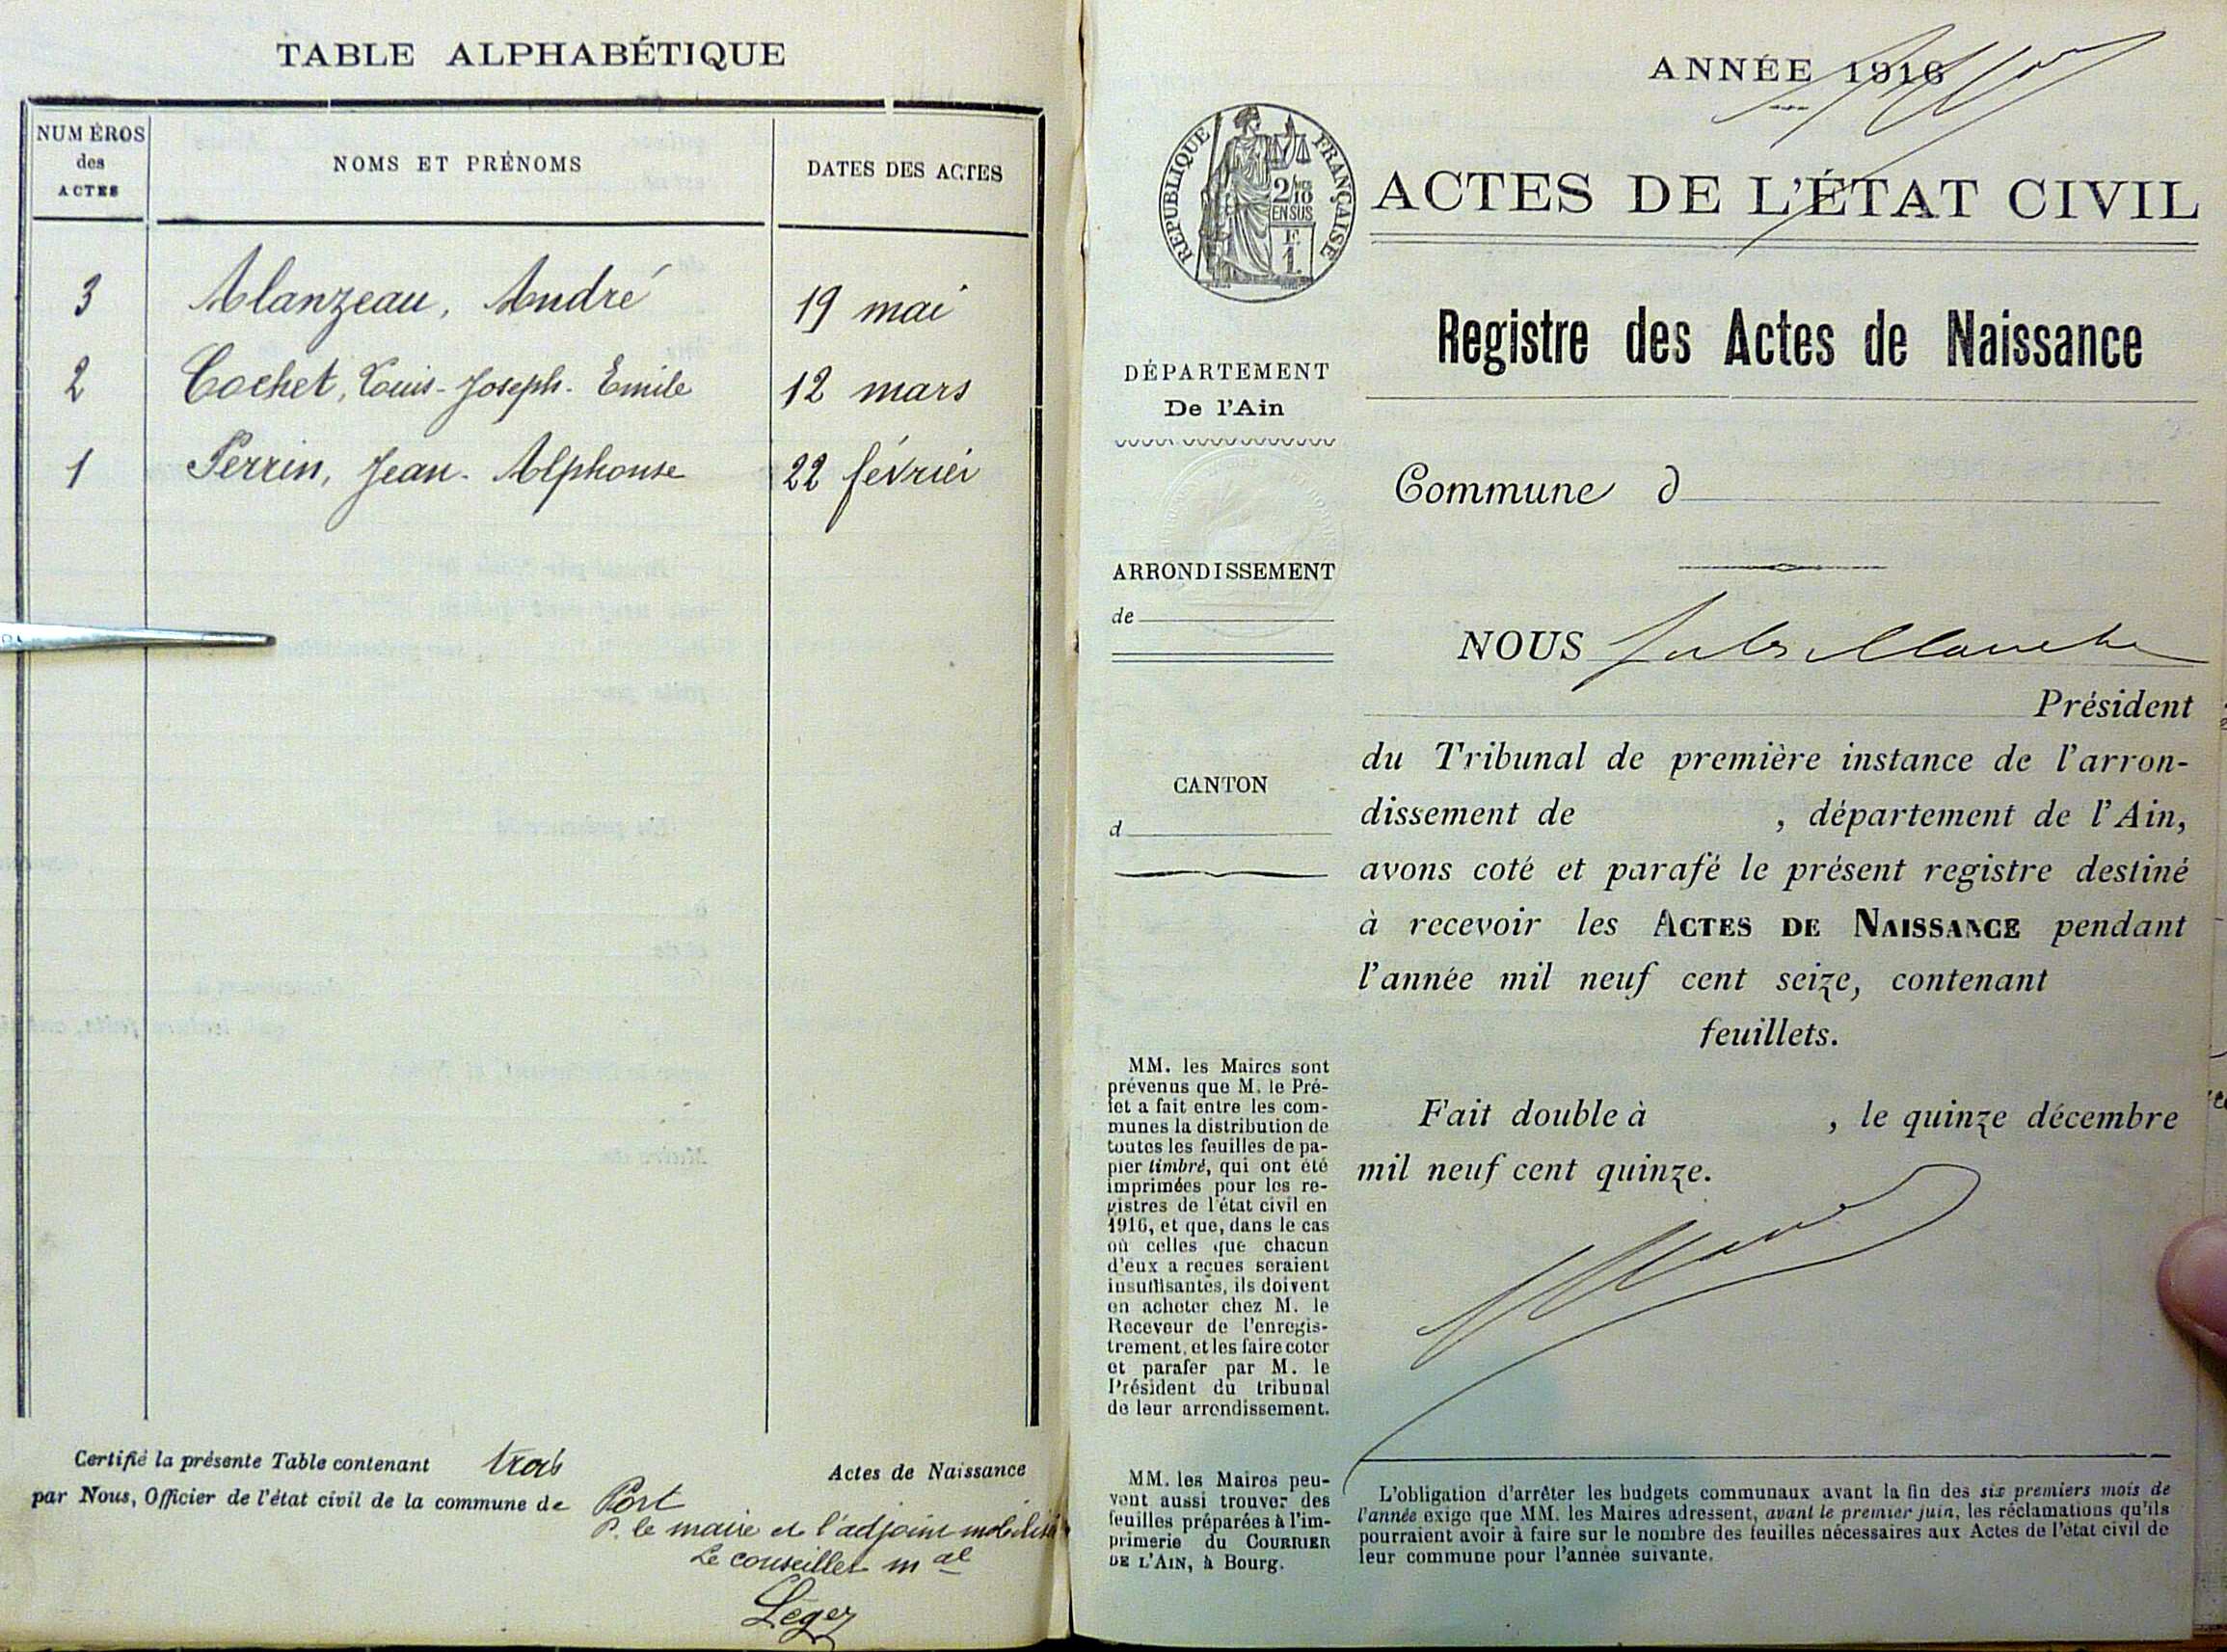 TABLE ALPHABÉTIQUE
NUMÉROS
des
ACTES
NOMS ET PRÉNOMS
DATES DES ACTES
3 Alanzeau, André 19 mai
2 Cochet, Louis-Joseph-Emile 12 mars
1 Perrin, Jean-Alphonse 22 février
Certifié la présente Table contenant trois Actes de Naissance
par Nous, Officier de l'état civil de la commune de Port
P. le maire et l'adjoint mobilisés
Le conseiller mal
Léger
ANNÉE 1916
RÉPUBLIQUE FRANÇAISE
2/10
EN SUS
1
ACTES DE L'ÉTAT CIVIL
Registre des Actes de Naissance
DÉPARTEMENT
De l'Ain
Commune d
ARRONDISSEMENT
de
NOUS Jules
Président
du Tribunal de première instance de l'arron-
dissement de , département de l'Ain,
avons coté et parafé le présent registre destiné
à recevoir les ACTES DE NAISSANCE pendant
l'année mil neuf cent seize, contenant
feuillets.
Fait double à , le quinze décembre
mil neuf cent quinze.
CANTON
d
MM. les Maires sont
prévenus que M. le Pré-
fet a fait entre les com-
munes la distribution de
toutes les feuilles de pa-
pier timbré, qui ont été
imprimées pour les re-
gistres de l'état civil en
1916, et que, dans le cas
où celles que chacun
d'eux a reçues seraient
insuffisantes, ils doivent
en acheter chez M. le
Receveur de l'enregis-
trement, et les faire coter
et parafer par M. le
Président du tribunal
de leur arrondissement.
MM. les Maires peu-
vent aussi trouver des
feuilles préparées à l'im-
primerie du COURRIER
DE L'AIN, à Bourg.
L'obligation d'arrêter les budgets communaux avant la fin des six premiers mois de
l'année exige que MM. les Maires adressent, avant le premier juin, les réclamations qu'ils
pourraient avoir à faire sur le nombre des feuilles nécessaires aux Actes de l'état civil de
leur commune pour l'année suivante.